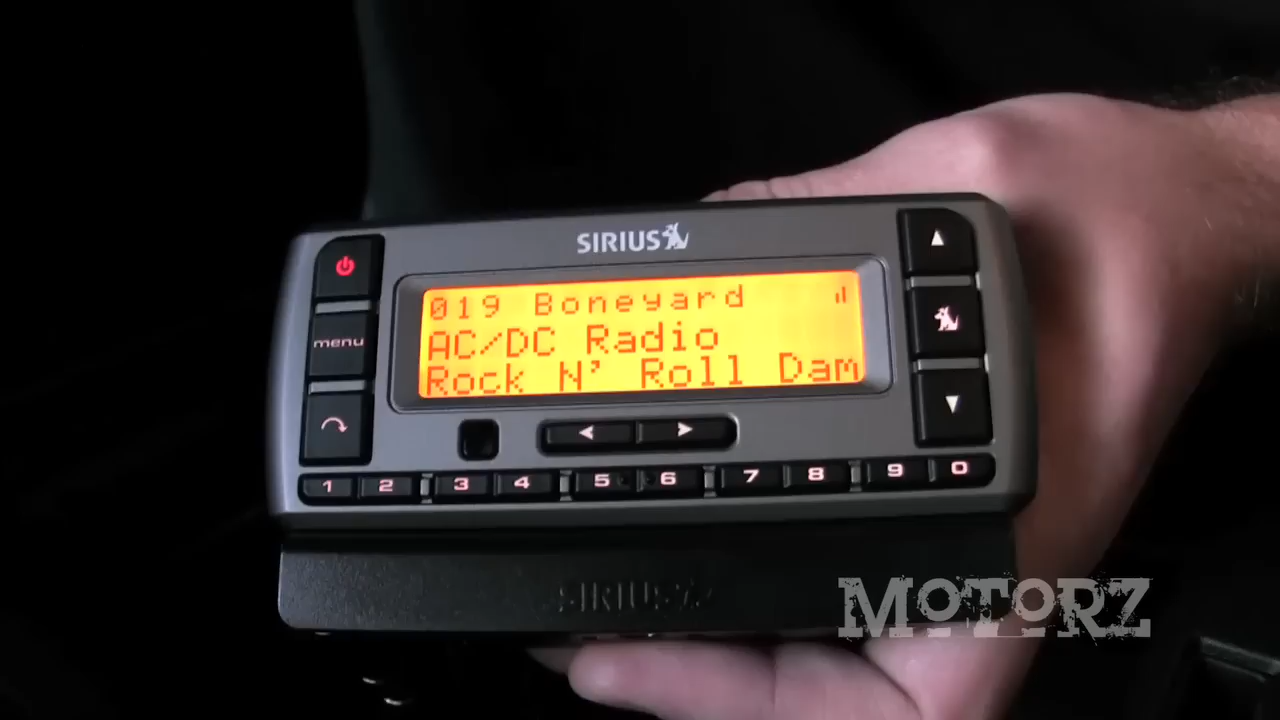 SIRIUS
019 Boneyard
AC/DC Radio
Rock N' Roll Dam
menu
1 2 3 4 5 6 7 8 9 0
SIRIUS
MOTORZ